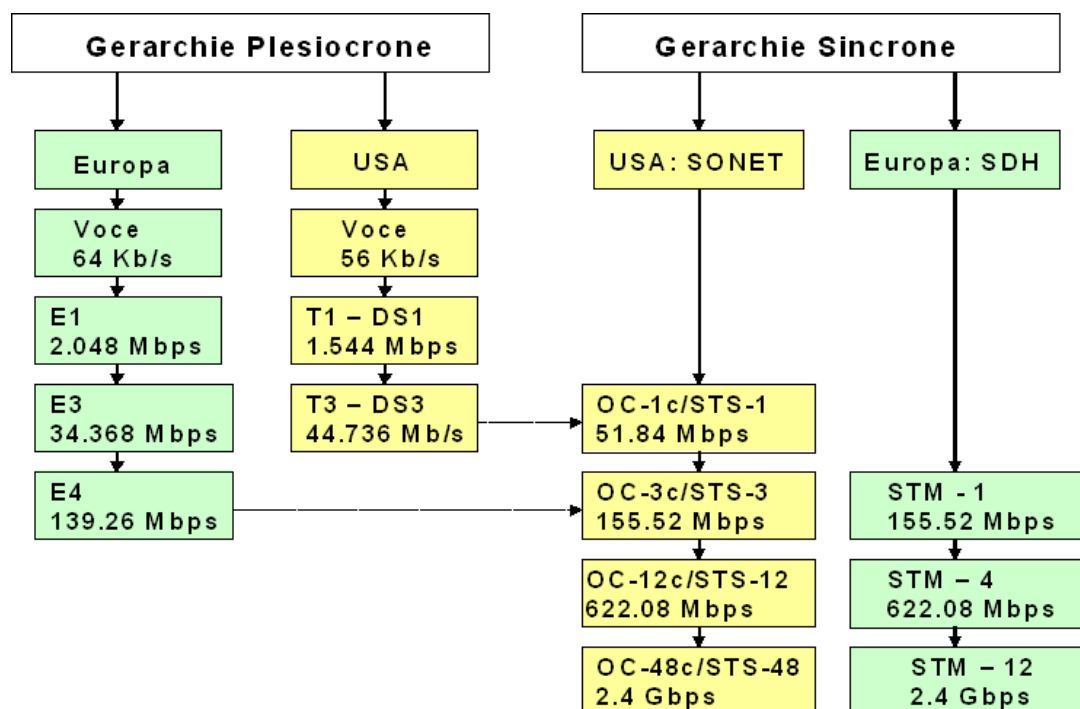 Gerarchie Plesiocrone
Gerarchie Sincrone
Europa
USA
USA: SONET
Europa: SDH
Voce
64 Kb/s
Voce
56 Kb/s
E1
2.048 Mbps
T1 – DS1
1.544 Mbps
E3
34.368 Mbps
T3 – DS3
44.736 Mb/s
OC-1c/STS-1
51.84 Mbps
E4
139.26 Mbps
OC-3c/STS-3
155.52 Mbps
STM - 1
155.52 Mbps
OC-12c/STS-12
622.08 Mbps
STM – 4
622.08 Mbps
OC-48c/STS-48
2.4 Gbps
STM – 12
2.4 Gbps